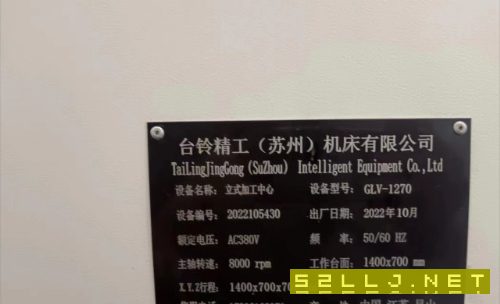 台铃精工（苏州）机床有限公司
TaiLingJingGong (SuZhou) Intelligent Equipment Co.,Ltd
设备名称：立式加工中心 设备型号：GLV-1270
设备编号：2022105430 出厂日期：2022年10月
额定电压：AC380V 频 率：50/60 HZ
主轴转速：8000 rpm 工作台面：1400x700 mm
X.Y.Z行程：1400x700x70
52LLJ.NET